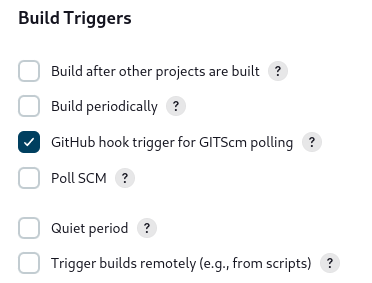 Build Triggers
Build after other projects are built ?
Build periodically ?
GitHub hook trigger for GITScm polling ?
Poll SCM ?
Quiet period ?
Trigger builds remotely (e.g., from scripts) ?